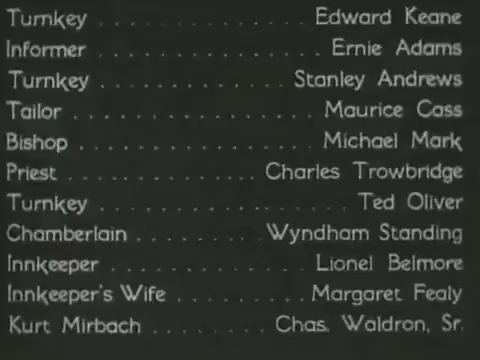 Turnkey . . . . . . . . . . . . . . Edward Keane
Informer . . . . . . . . . . . . . . . Ernie Adams
Turnkey . . . . . . . . . . . . . Stanley Andrews
Tailor . . . . . . . . . . . . . . . . . Maurice Cass
Bishop . . . . . . . . . . . . . . . . Michael Mark
Priest . . . . . . . . . . . . . Charles Trowbridge
Turnkey . . . . . . . . . . . . . . . . . Ted Oliver
Chamberlain . . . . . . . . . Wyndham Standing
Innkeeper . . . . . . . . . . . . . Lionel Belmore
Innkeeper's Wife . . . . . . . . . Margaret Fealy
Kurt Mirbach . . . . . . . . . Chas. Waldron, Sr.